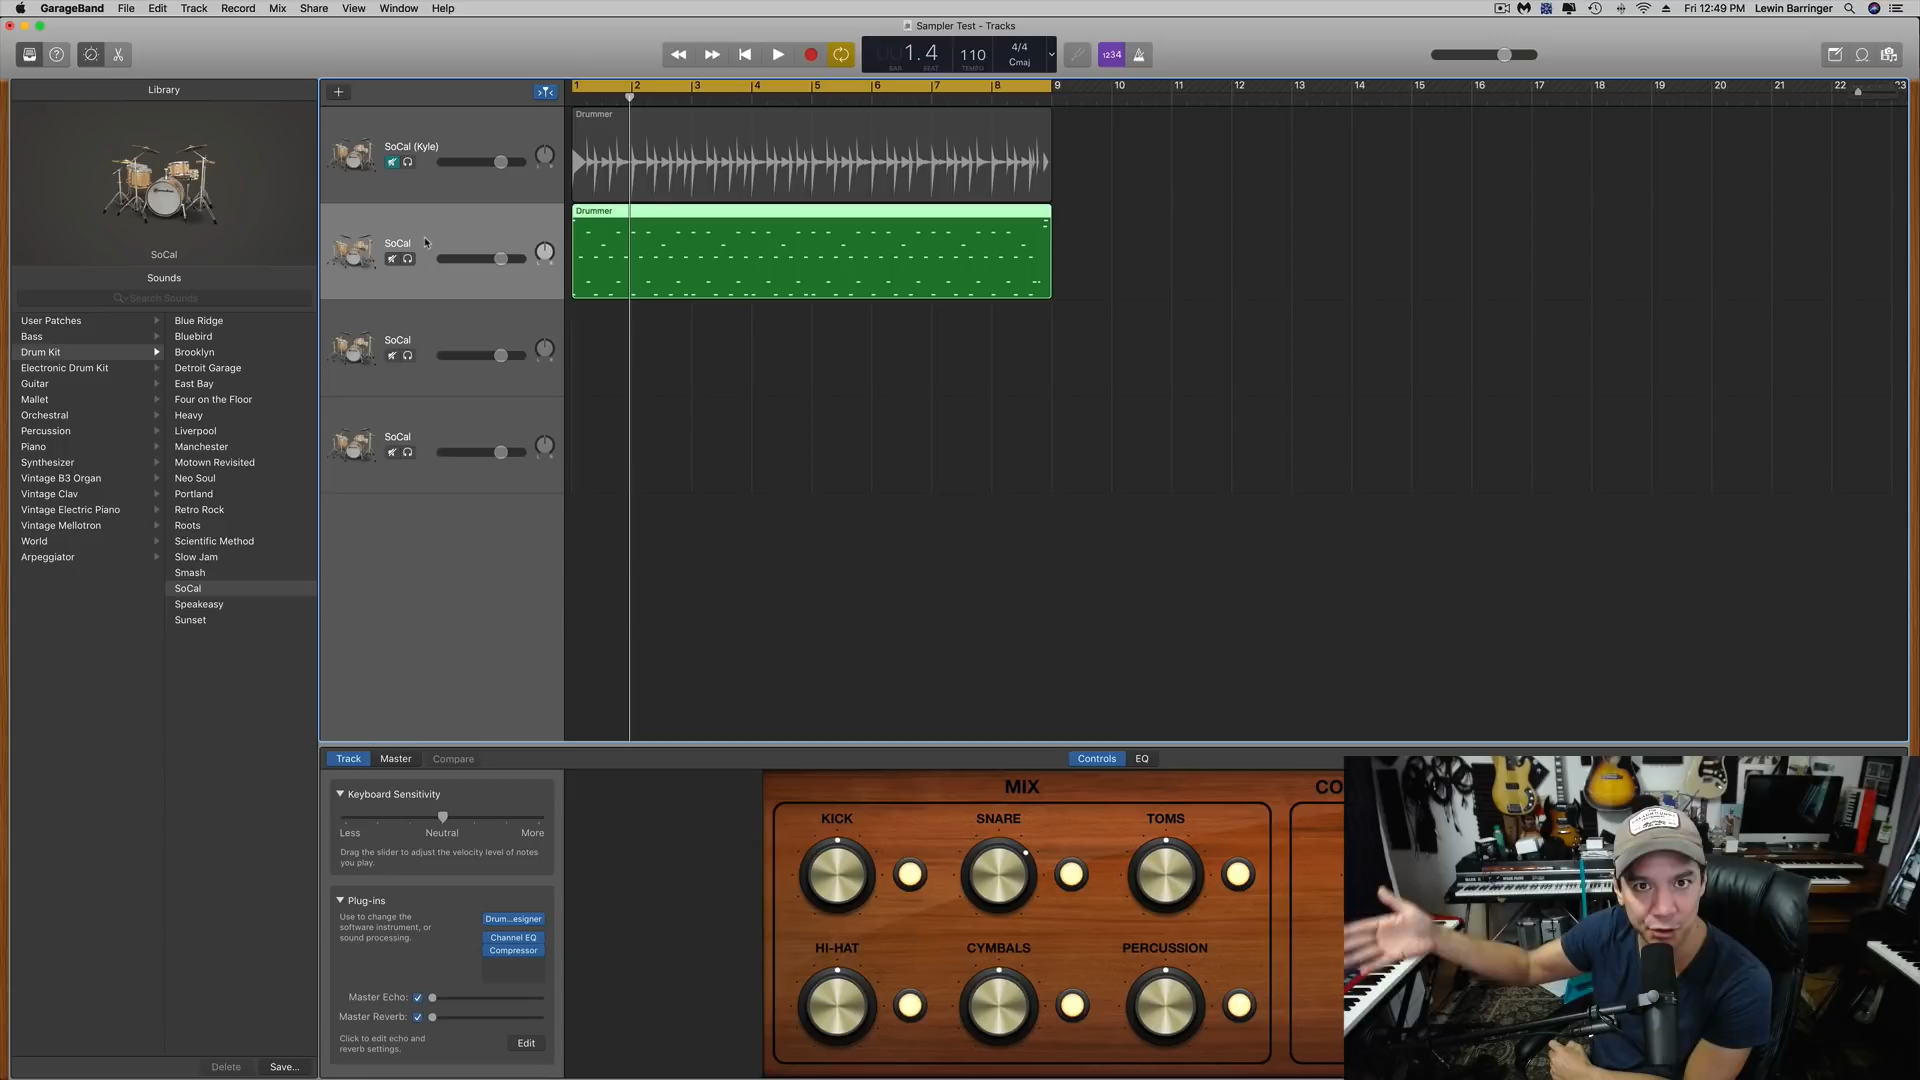 GarageBand File Edit Track Record Mix Share View Window Help
Fri 12:49 PM Lewin Barringer
Sampler Test - Tracks
1.4
BAR BEAT
110
TEMPO
4/4
Cmaj
1234
Library
SoCal
Sounds
Search Sounds
User Patches
Bass
Drum Kit
Electronic Drum Kit
Guitar
Mallet
Orchestral
Percussion
Piano
Synthesizer
Vintage B3 Organ
Vintage Clav
Vintage Electric Piano
Vintage Mellotron
World
Arpeggiator
Blue Ridge
Bluebird
Brooklyn
Detroit Garage
East Bay
Four on the Floor
Heavy
Liverpool
Manchester
Motown Revisited
Neo Soul
Portland
Retro Rock
Roots
Scientific Method
Slow Jam
Smash
SoCal
Speakeasy
Sunset
Delete Save...
1 2 3 4 5 6 7 8 9 10 11 12 13 14 15 16 17 18 19 20 21 22 23
SoCal (Kyle)
SoCal
SoCal
SoCal
Drummer
Drummer
Track Master Compare
Controls EQ
Keyboard Sensitivity
Less Neutral More
Drag the slider to adjust the velocity level of notes
you play.
Plug-ins
Use to change the
software instrument, or
sound processing.
Drum...esigner
Channel EQ
Compressor
Master Echo:
Master Reverb:
Click to edit echo and
reverb settings.
Edit
MIX
CO
KICK SNARE TOMS
HI-HAT CYMBALS PERCUSSION